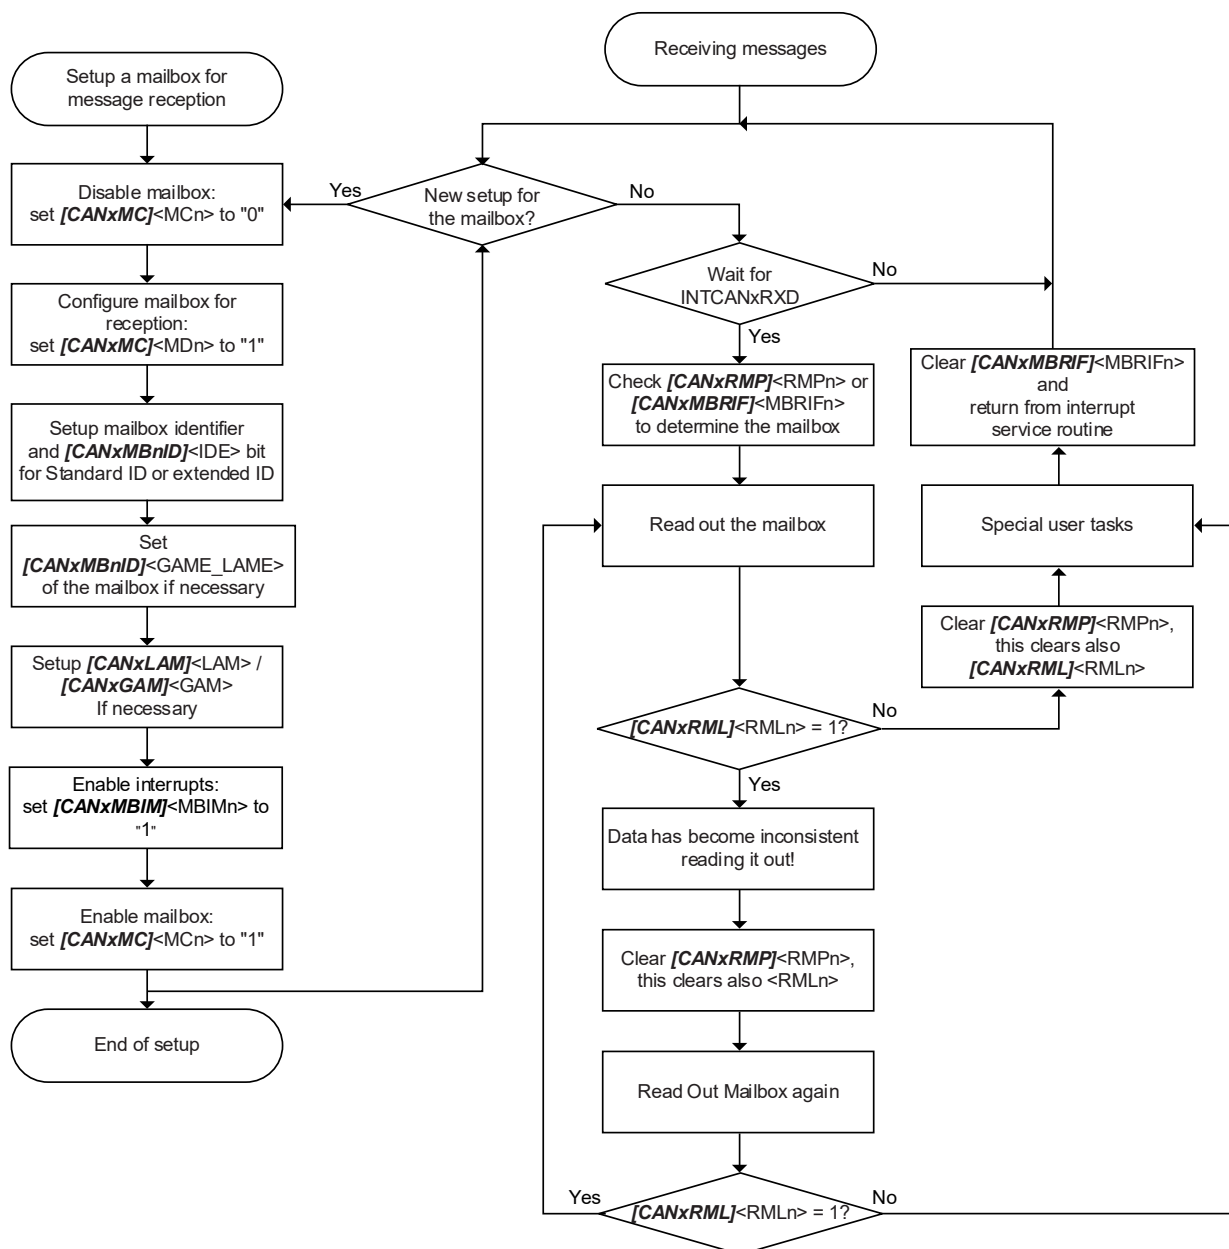 Setup a mailbox for
message reception
Disable mailbox:
set [CANxMC]<MCn> to "0"
Configure mailbox for
reception:
set [CANxMC]<MDn> to "1"
Setup mailbox identifier
and [CANxMBnID]<IDE> bit
for Standard ID or extended ID
Set
[CANxMBnID]<GAME_LAME>
of the mailbox if necessary
Setup [CANxLAM]<LAM> /
[CANxGAM]<GAM>
If necessary
Enable interrupts:
set [CANxMBIM]<MBIMn> to
"1"
Enable mailbox:
set [CANxMC]<MCn> to "1"
End of setup
Receiving messages
Yes
New setup for
the mailbox?
No
Wait for
INTCANxRXD
No
Yes
Check [CANxRMP]<RMPn> or
[CANxMBRIF]<MBRIFn>
to determine the mailbox
Read out the mailbox
[CANxRML]<RMLn> = 1?
No
Yes
Data has become inconsistent
reading it out!
Clear [CANxRMP]<RMPn>,
this clears also <RMLn>
Read Out Mailbox again
Yes
[CANxRML]<RMLn> = 1?
No
Clear [CANxMBRIF]<MBRIFn>
and
return from interrupt
service routine
Special user tasks
Clear [CANxRMP]<RMPn>,
this clears also
[CANxRML]<RMLn>